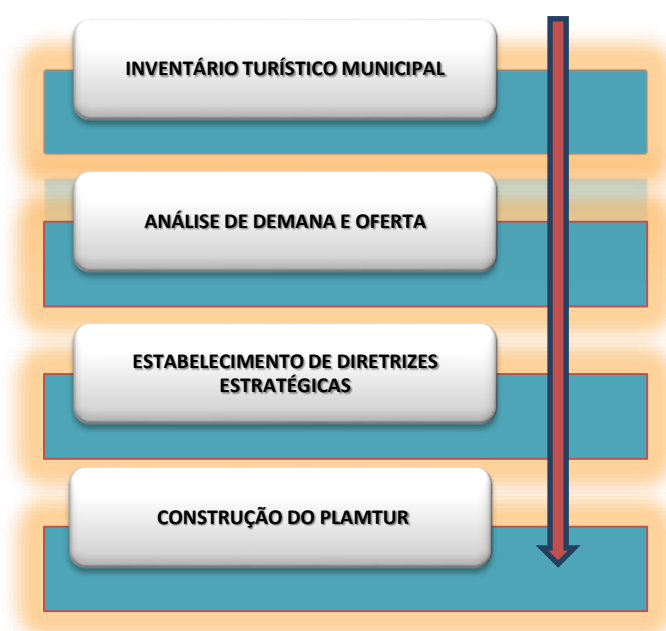 INVENTÁRIO TURÍSTICO MUNICIPAL
ANÁLISE DE DEMANA E OFERTA
ESTABELECIMENTO DE DIRETRIZES
ESTRATÉGICAS
CONSTRUÇÃO DO PLAMTUR